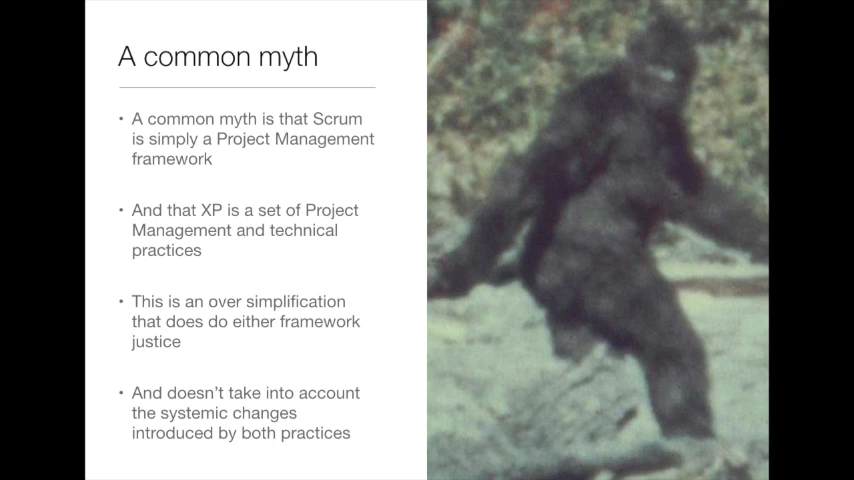 A common myth
• A common myth is that Scrum
is simply a Project Management
framework
• And that XP is a set of Project
Management and technical
practices
• This is an over simplification
that does do either framework
justice
• And doesn’t take into account
the systemic changes
introduced by both practices